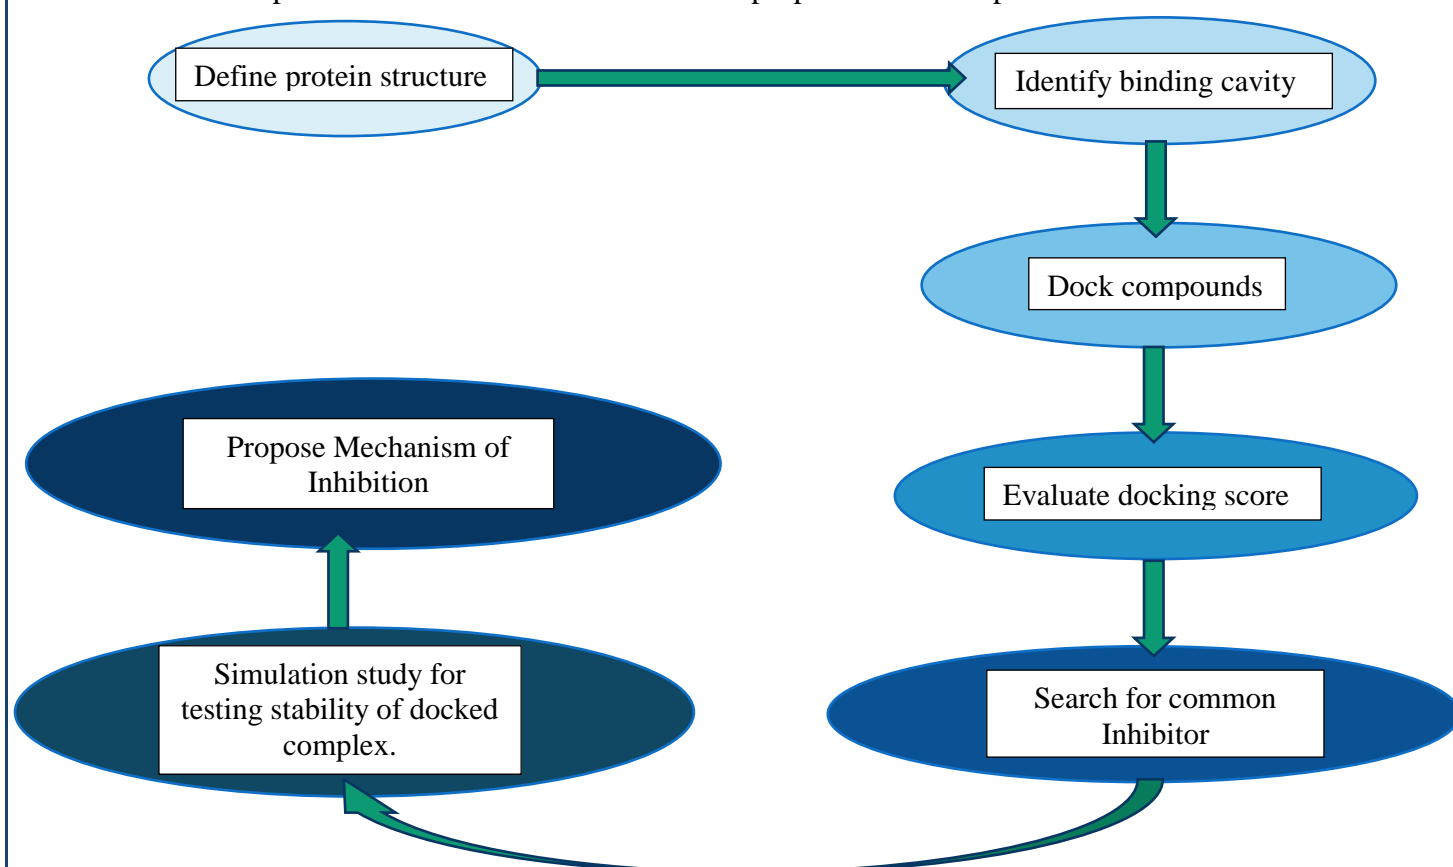 Define protein structure
Identify binding cavity
Dock compounds
Evaluate docking score
Search for common
Inhibitor
Simulation study for
testing stability of docked
complex.
Propose Mechanism of
Inhibition